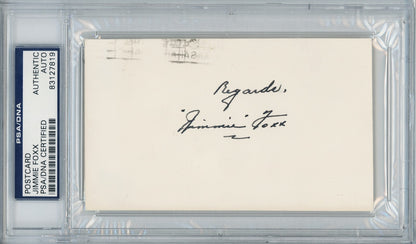 PSA/DNA
AUTHENTIC
AUTO
83127819
POSTCARD
JIMMIE FOXX
PSA/DNA CERTIFIED
Regards,
"Jimmie" Foxx